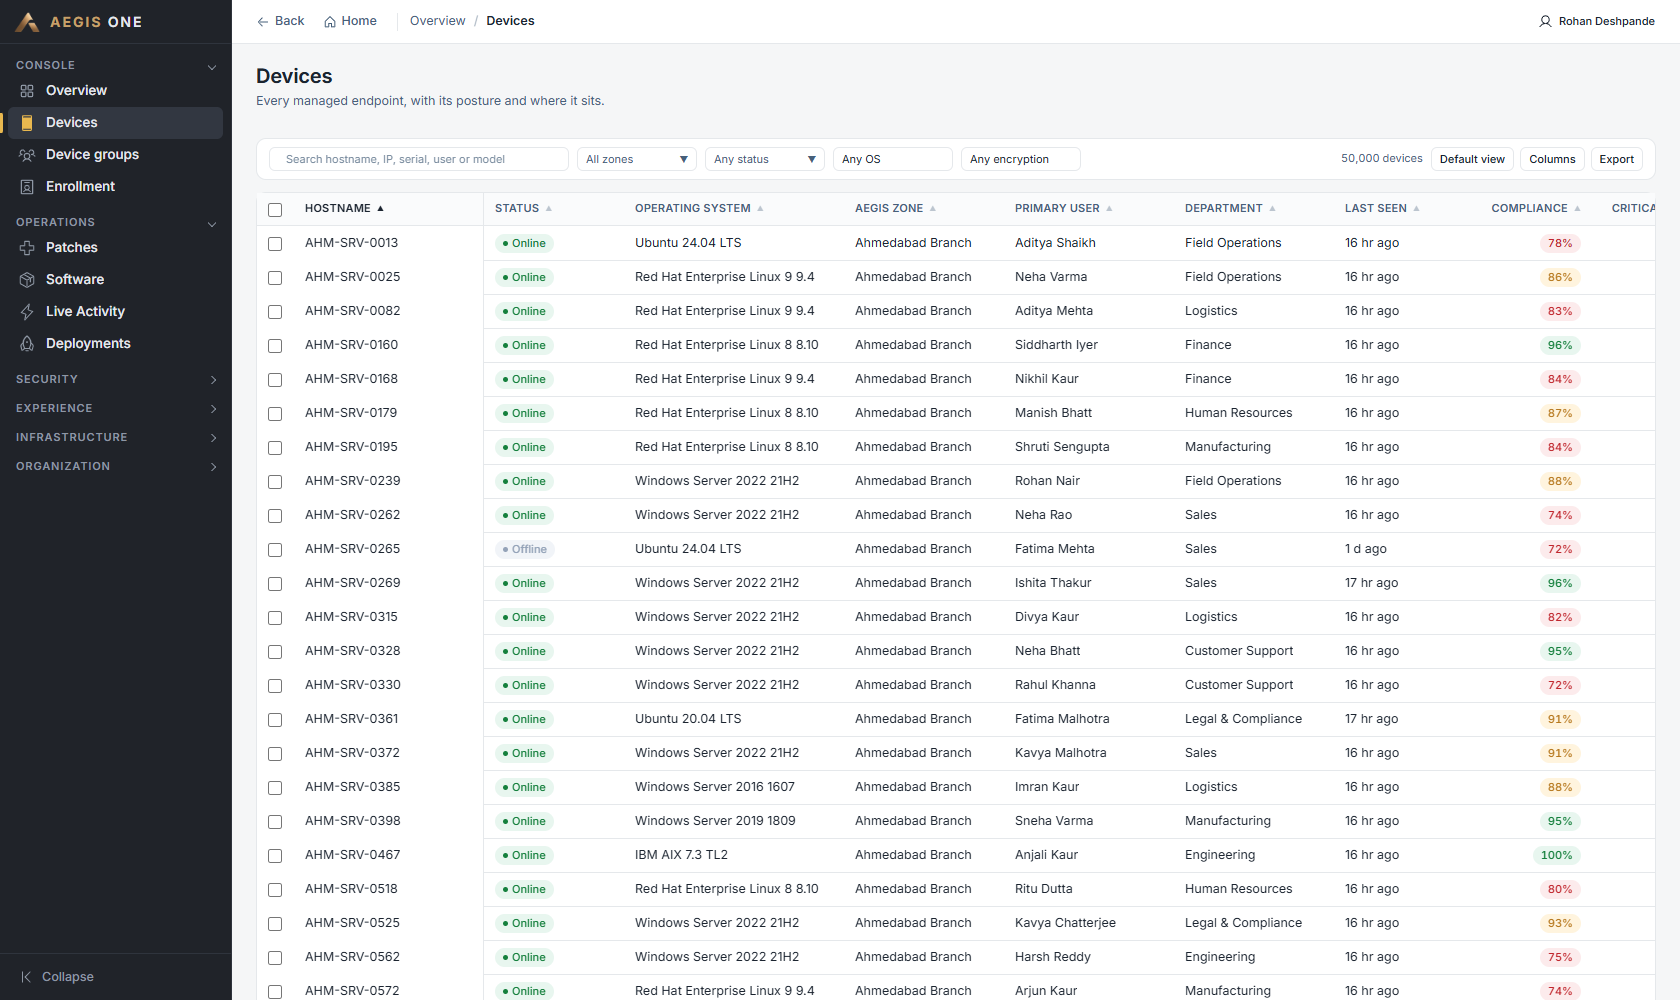 AEGIS ONE
Back Home Overview / Devices
Rohan Deshpande
CONSOLE
Overview
Devices
Device groups
Enrollment
OPERATIONS
Patches
Software
Live Activity
Deployments
SECURITY
EXPERIENCE
INFRASTRUCTURE
ORGANIZATION
Collapse
Devices
Every managed endpoint, with its posture and where it sits.
Search hostname, IP, serial, user or model All zones Any status Any OS Any encryption 50,000 devices Default view Columns Export
HOSTNAME STATUS OPERATING SYSTEM AEGIS ZONE PRIMARY USER DEPARTMENT LAST SEEN COMPLIANCE CRITICA
AHM-SRV-0013 Online Ubuntu 24.04 LTS Ahmedabad Branch Aditya Shaikh Field Operations 16 hr ago 78%
AHM-SRV-0025 Online Red Hat Enterprise Linux 9 9.4 Ahmedabad Branch Neha Varma Field Operations 16 hr ago 86%
AHM-SRV-0082 Online Red Hat Enterprise Linux 9 9.4 Ahmedabad Branch Aditya Mehta Logistics 16 hr ago 83%
AHM-SRV-0160 Online Red Hat Enterprise Linux 8 8.10 Ahmedabad Branch Siddharth Iyer Finance 16 hr ago 96%
AHM-SRV-0168 Online Red Hat Enterprise Linux 9 9.4 Ahmedabad Branch Nikhil Kaur Finance 16 hr ago 84%
AHM-SRV-0179 Online Red Hat Enterprise Linux 8 8.10 Ahmedabad Branch Manish Bhatt Human Resources 16 hr ago 87%
AHM-SRV-0195 Online Red Hat Enterprise Linux 8 8.10 Ahmedabad Branch Shruti Sengupta Manufacturing 16 hr ago 84%
AHM-SRV-0239 Online Windows Server 2022 21H2 Ahmedabad Branch Rohan Nair Field Operations 16 hr ago 88%
AHM-SRV-0262 Online Windows Server 2022 21H2 Ahmedabad Branch Neha Rao Sales 16 hr ago 74%
AHM-SRV-0265 Offline Ubuntu 24.04 LTS Ahmedabad Branch Fatima Mehta Sales 1 d ago 72%
AHM-SRV-0269 Online Windows Server 2022 21H2 Ahmedabad Branch Ishita Thakur Sales 17 hr ago 96%
AHM-SRV-0315 Online Windows Server 2022 21H2 Ahmedabad Branch Divya Kaur Logistics 16 hr ago 82%
AHM-SRV-0328 Online Windows Server 2022 21H2 Ahmedabad Branch Neha Bhatt Customer Support 16 hr ago 95%
AHM-SRV-0330 Online Windows Server 2022 21H2 Ahmedabad Branch Rahul Khanna Customer Support 16 hr ago 72%
AHM-SRV-0361 Online Ubuntu 20.04 LTS Ahmedabad Branch Fatima Malhotra Legal & Compliance 17 hr ago 91%
AHM-SRV-0372 Online Windows Server 2022 21H2 Ahmedabad Branch Kavya Malhotra Sales 16 hr ago 91%
AHM-SRV-0385 Online Windows Server 2016 1607 Ahmedabad Branch Imran Kaur Logistics 16 hr ago 88%
AHM-SRV-0398 Online Windows Server 2019 1809 Ahmedabad Branch Sneha Varma Manufacturing 16 hr ago 95%
AHM-SRV-0467 Online IBM AIX 7.3 TL2 Ahmedabad Branch Anjali Kaur Engineering 16 hr ago 100%
AHM-SRV-0518 Online Red Hat Enterprise Linux 8 8.10 Ahmedabad Branch Ritu Dutta Human Resources 16 hr ago 80%
AHM-SRV-0525 Online Windows Server 2022 21H2 Ahmedabad Branch Kavya Chatterjee Legal & Compliance 16 hr ago 93%
AHM-SRV-0562 Online Windows Server 2022 21H2 Ahmedabad Branch Harsh Reddy Engineering 16 hr ago 75%
AHM-SRV-0572 Online Red Hat Enterprise Linux 9 9.4 Ahmedabad Branch Arjun Kaur Manufacturing 16 hr ago 74%